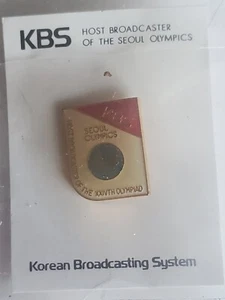 KBS
HOST BROADCASTER
OF THE SEOUL OLYMPICS
SEOUL
OLYMPICS
OF THE XXIVTH OLYMPIAD
Korean Broadcasting System